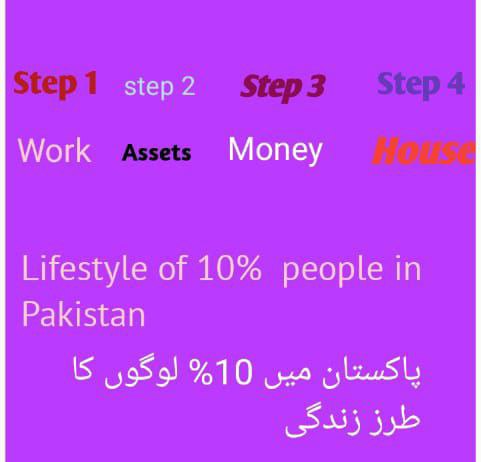 Step 1 step 2 Step 3 Step 4
Work Assets Money House
Lifestyle of 10% people in
Pakistan
پاکستان میں 10% لوگوں کا
طرز زندگی